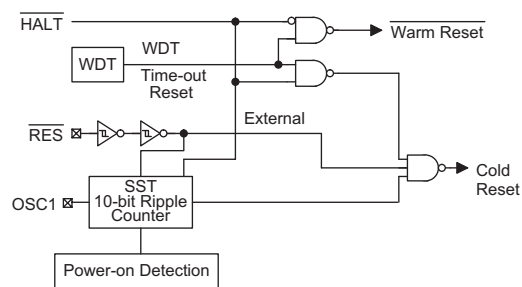 HALT
WDT
WDT
Time-out
Reset
Warm Reset
RES
External
Cold
Reset
OSC1
SST
10-bit Ripple
Counter
Power-on Detection